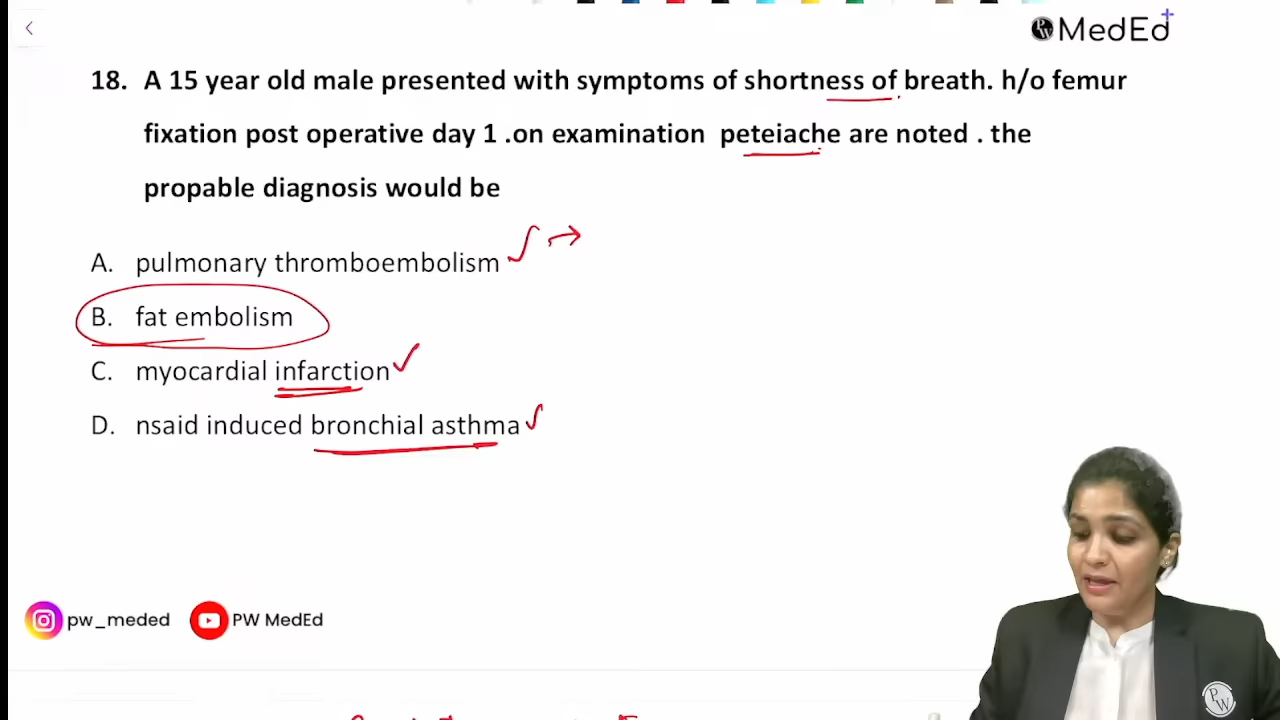 MedEd+
18. A 15 year old male presented with symptoms of shortness of breath. h/o femur
fixation post operative day 1 .on examination peteiache are noted . the
propable diagnosis would be
A. pulmonary thromboembolism
B. fat embolism
C. myocardial infarction
D. nsaid induced bronchial asthma
pw_meded PW MedEd
PW